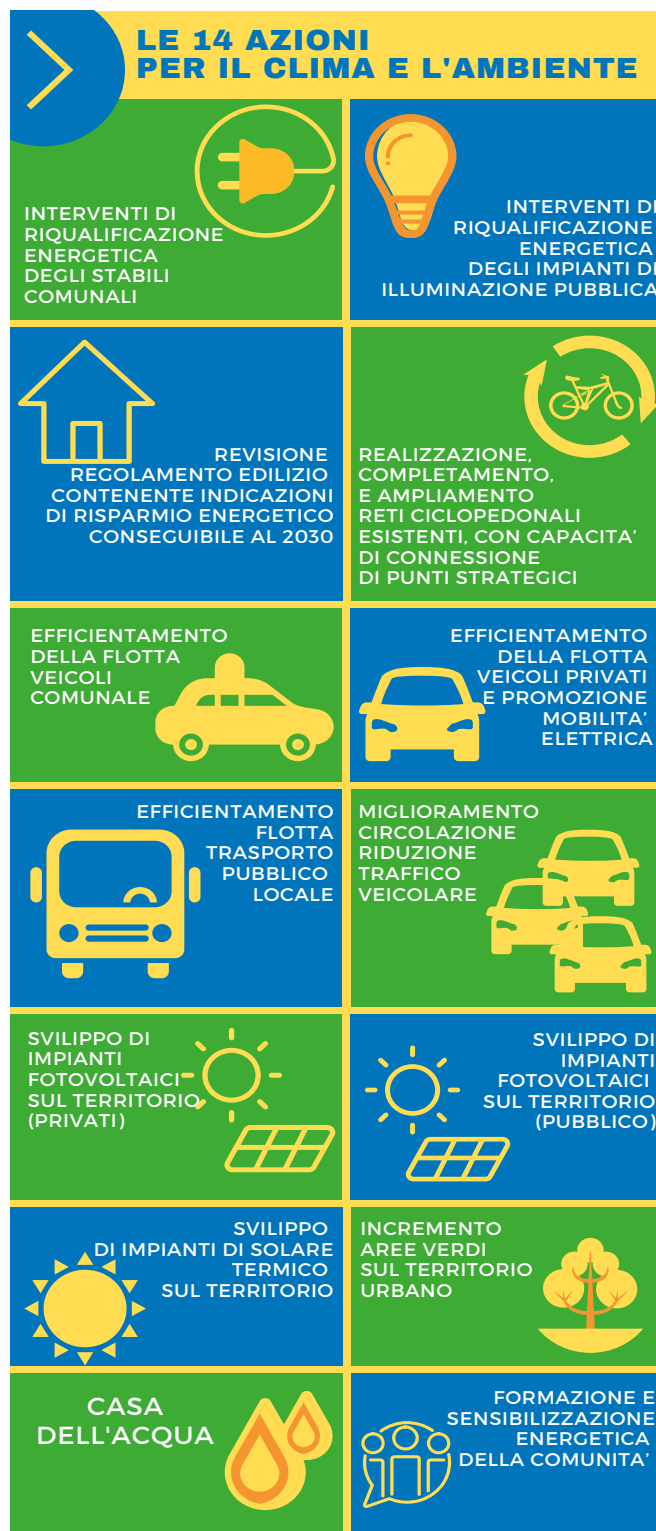 LE 14 AZIONI
PER IL CLIMA E L'AMBIENTE
INTERVENTI DI
RIQUALIFICAZIONE
ENERGETICA
DEGLI STABILI
COMUNALI
INTERVENTI DI
RIQUALIFICAZIONE
ENERGETICA
DEGLI IMPIANTI DI
ILLUMINAZIONE PUBBLICA
REVISIONE
REGOLAMENTO EDILIZIO
CONTENENTE INDICAZIONI
DI RISPARMIO ENERGETICO
CONSEGUIBILE AL 2030
REALIZZAZIONE,
COMPLETAMENTO,
E AMPLIAMENTO
RETI CICLOPEDONALI
ESISTENTI, CON CAPACITA’
DI CONNESSIONE
DI PUNTI STRATEGICI
EFFICIENTAMENTO
DELLA FLOTTA
VEICOLI
COMUNALE
EFFICIENTAMENTO
DELLA FLOTTA
VEICOLI PRIVATI
E PROMOZIONE
MOBILITA’
ELETTRICA
EFFICIENTAMENTO
FLOTTA
TRASPORTO
PUBBLICO
LOCALE
MIGLIORAMENTO
CIRCOLAZIONE
RIDUZIONE
TRAFFICO
VEICOLARE
SVILUPPO DI
IMPIANTI
FOTOVOLTAICI
SUL TERRITORIO
(PRIVATI)
SVILUPPO DI
IMPIANTI
FOTOVOLTAICI
SUL TERRITORIO
(PUBBLICO)
SVILUPPO
DI IMPIANTI DI SOLARE
TERMICO
SUL TERRITORIO
INCREMENTO
AREE VERDI
SUL TERRITORIO
URBANO
CASA
DELL'ACQUA
FORMAZIONE E
SENSIBILIZZAZIONE
ENERGETICA
DELLA COMUNITA’